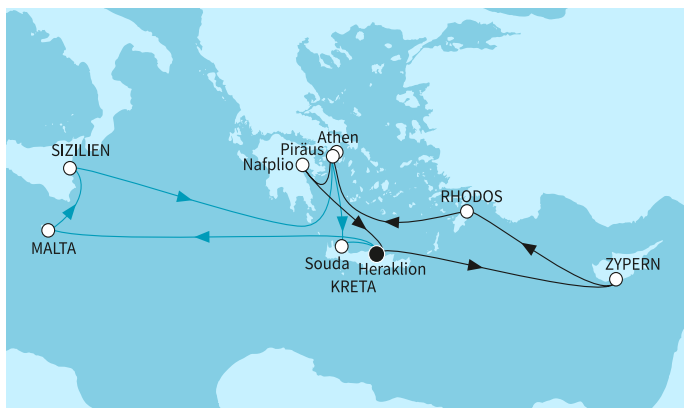 Athen
SIZILIEN
Piräus
Nafplio
RHODOS
MALTA
Souda
Heraklion
ZYPERN
KRETA